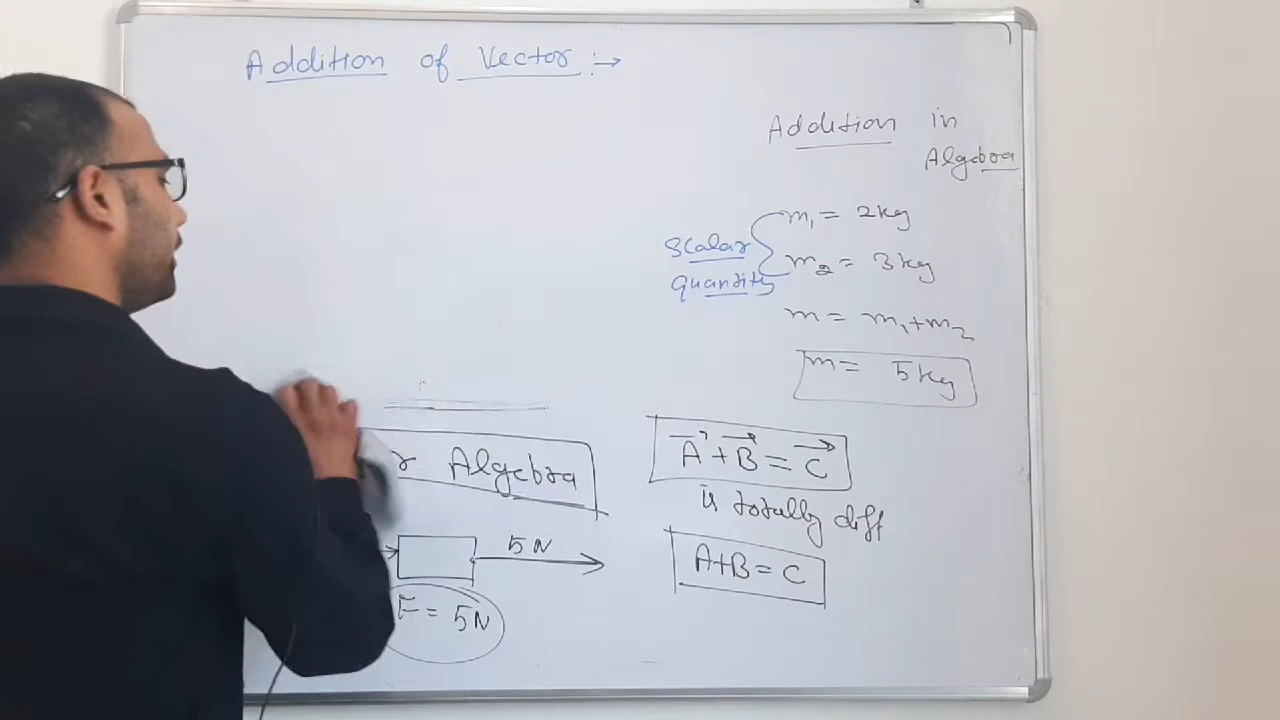 Addition of Vector :→
Addition in
Algebra
m₁ = 2kg
Scalar
quantity
m₂ = 3kg
m = m₁+m₂
m = 5kg
r Algebra
A⃗ + B⃗ = C⃗
is totally diff
5N
A+B = C
F = 5N